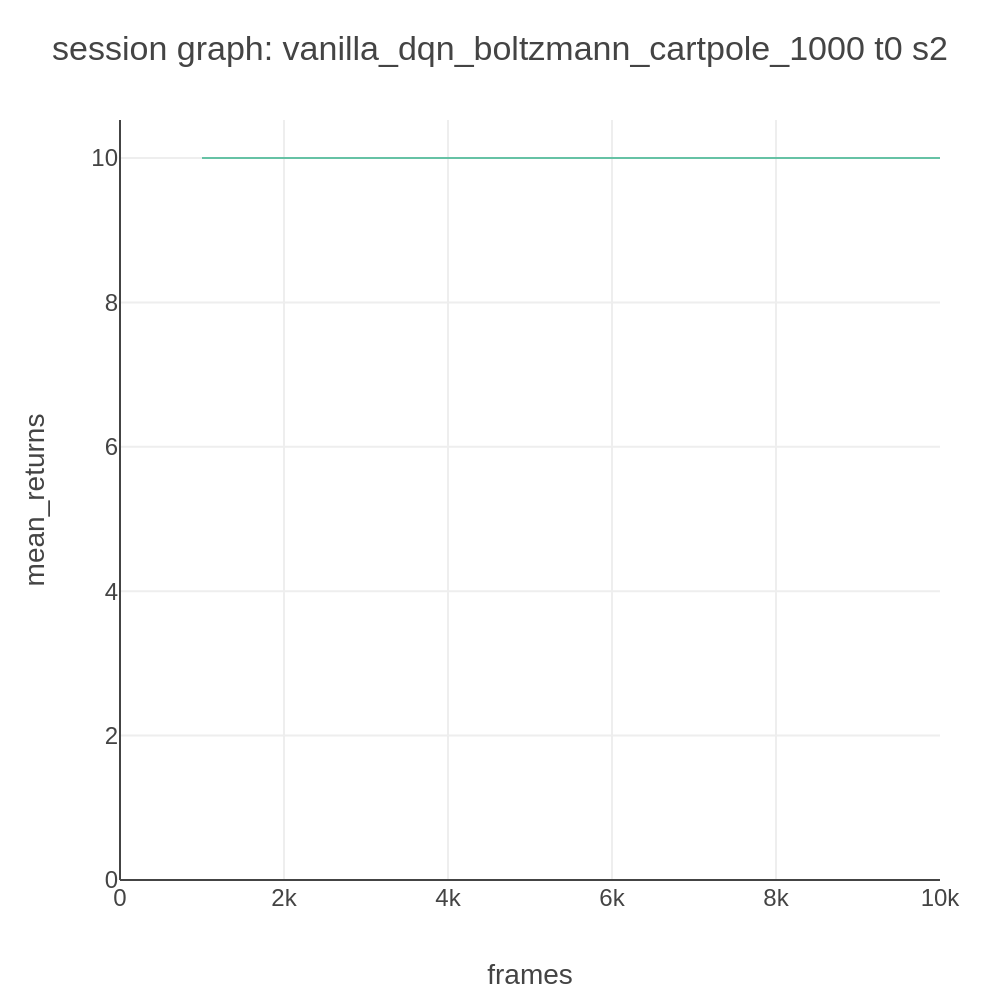 session graph: vanilla_dqn_boltzmann_cartpole_1000 t0 s2
10
8
6
4
2
0
mean_returns
0 2k 4k 6k 8k 10k
frames